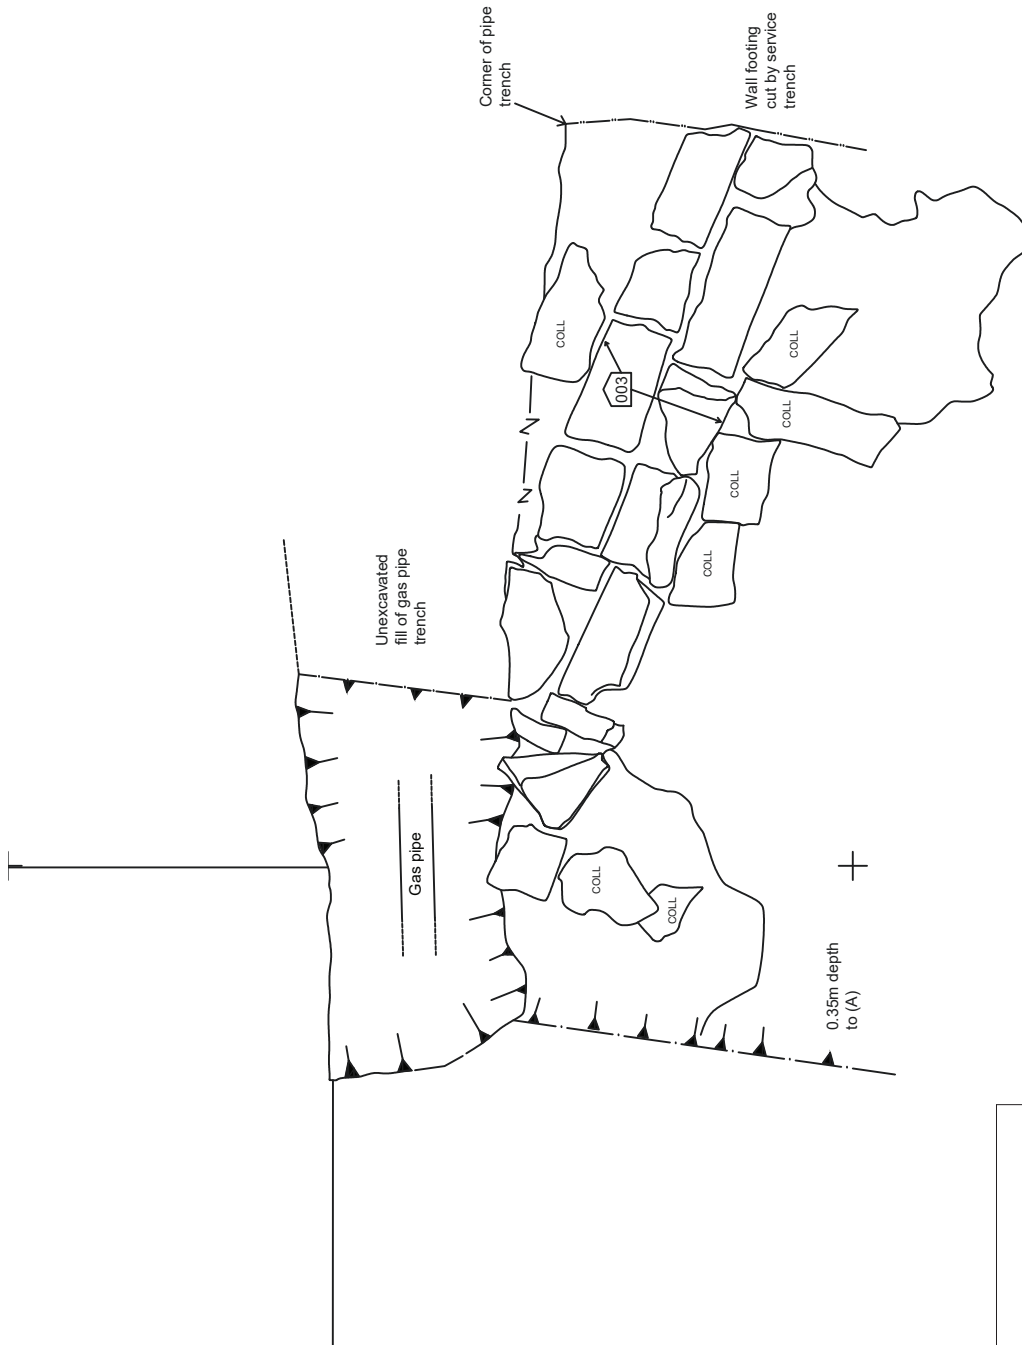 Corner of pipe
trench
Wall footing
cut by service
trench
COLL
COLL
003
COLL
COLL
COLL
Unexcavated
fill of gas pipe
trench
Gas pipe
COLL
COLL
0.35m depth
to (A)